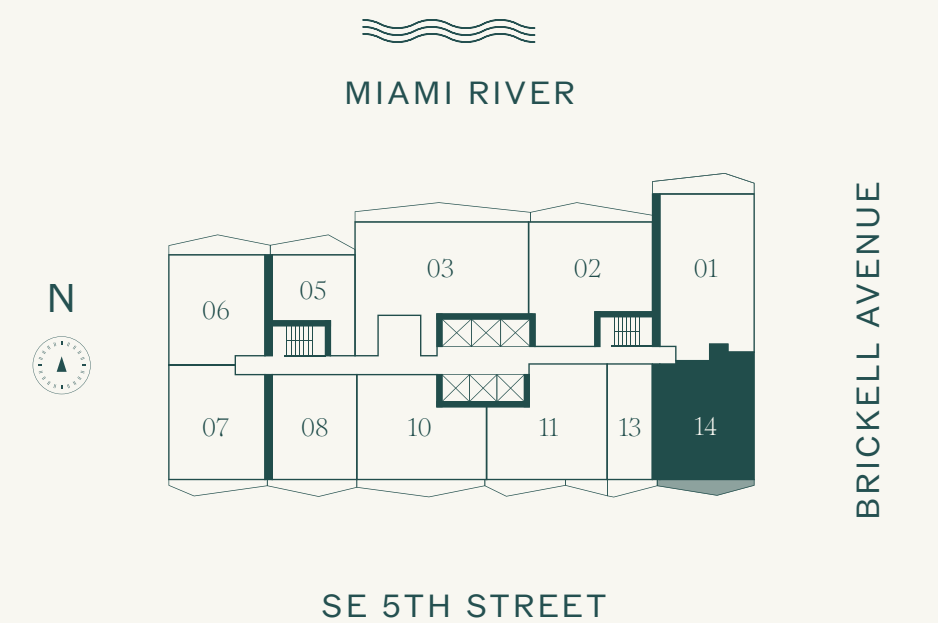 MIAMI RIVER
03
02
01
05
06
N
BRICKELL AVENUE
07
08
10
11
13
14
SE 5TH STREET